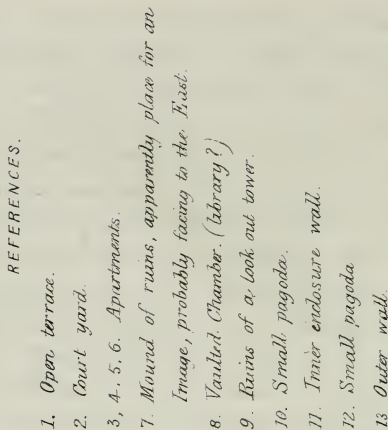 REFERENCES.
1. Open terrace.
2. Court yard.
3, 4. 5. 6. Apartments.
7. Mound of ruins, apparently place for an
Image, probably facing to the East.
8. Vaulted Chamber. (library?)
9. Ruins of a look out tower.
10. Small pagoda.
11. Inner enclosure wall.
12. Small pagoda
13 Outer wall.